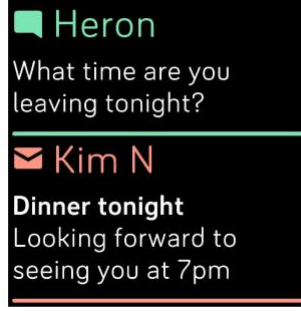 Heron
What time are you
leaving tonight?
Kim N
Dinner tonight
Looking forward to
seeing you at 7pm